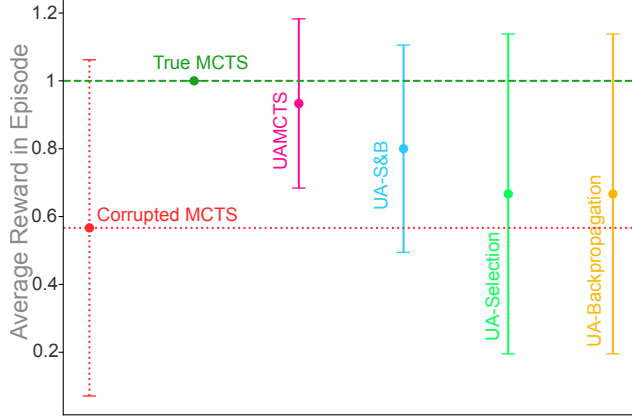 Average Reward in Episode
1.2
1
0.8
0.6
0.4
0.2
True MCTS
Corrupted MCTS
UAMCTS
UA-S&B
UA-Selection
UA-Backpropagation